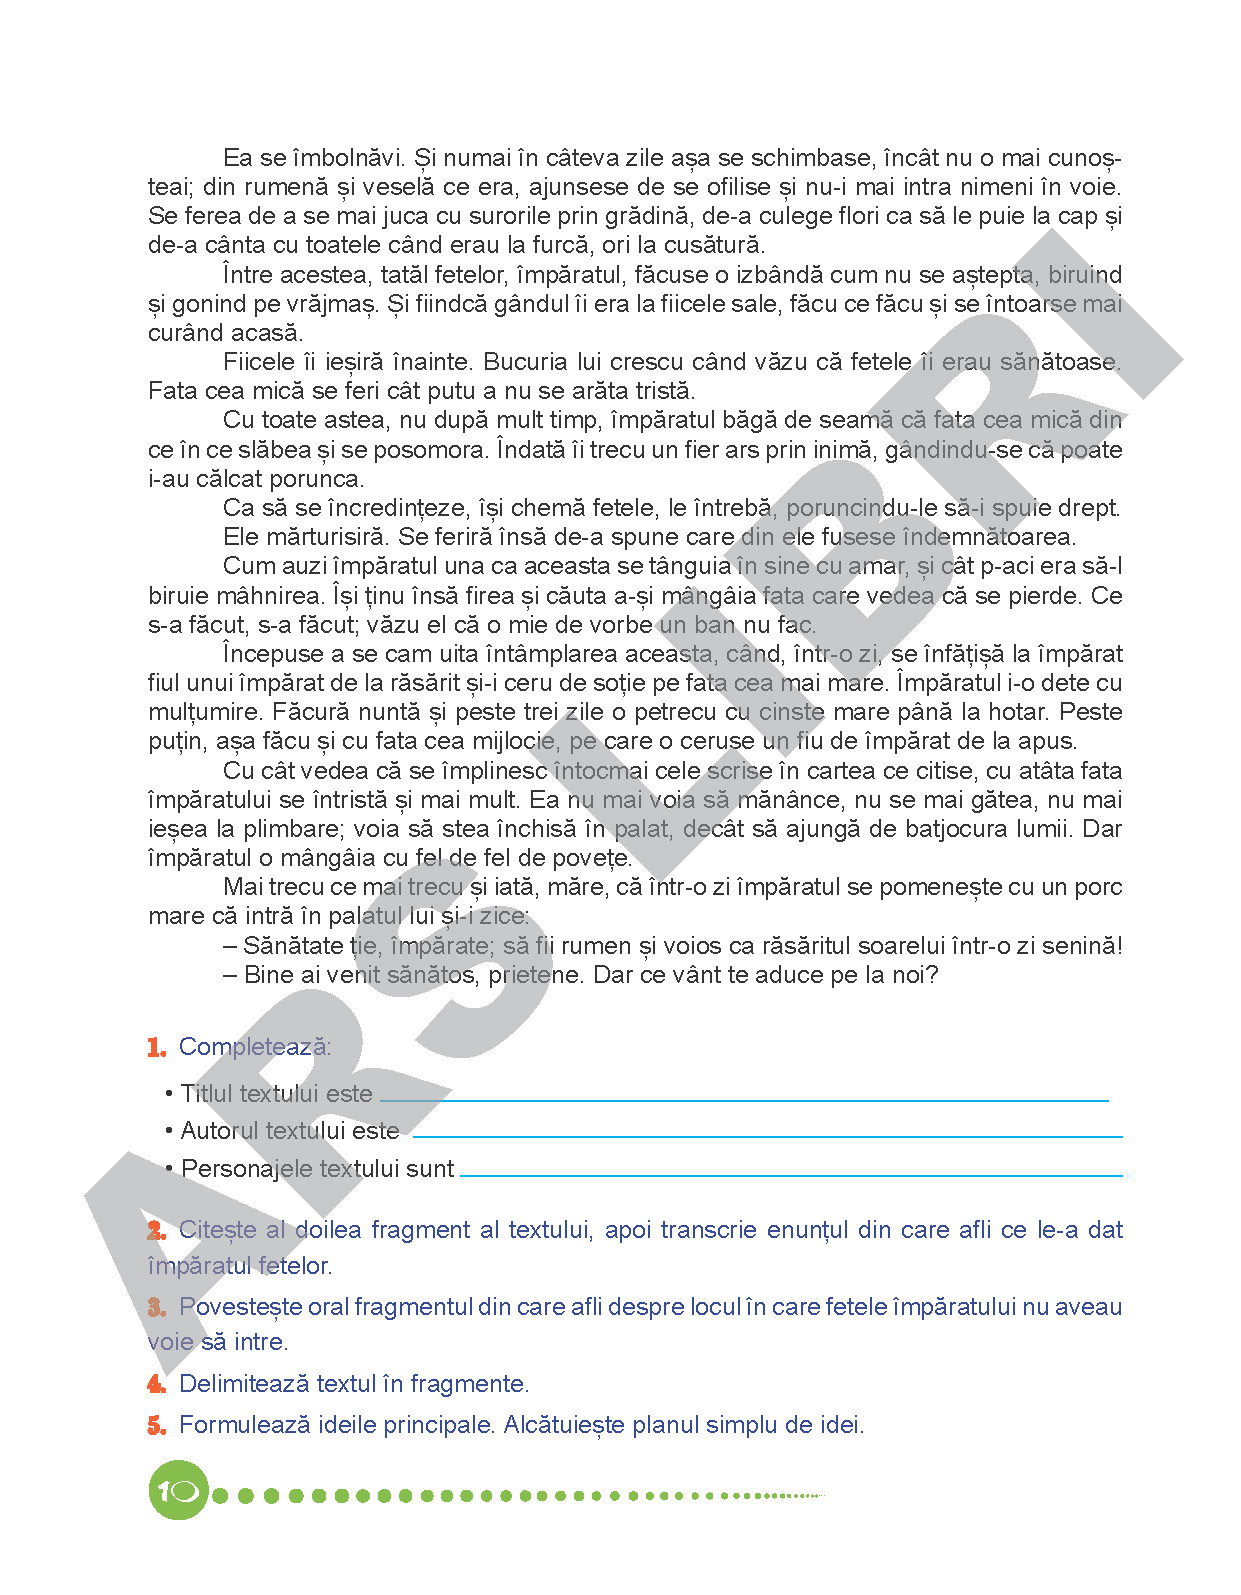 Ea se îmbolnăvi. Și numai în câteva zile așa se schimbase, încât nu o mai cunoș-
teai; din rumenă și veselă ce era, ajunsese de se ofilise și nu-i mai intra nimeni în voie.
Se ferea de a se mai juca cu surorile prin grădină, de-a culege flori ca să le puie la cap și
de-a cânta cu toatele când erau la furcă, ori la cusătură.
Între acestea, tatăl fetelor, împăratul, făcuse o izbândă cum nu se aștepta, biruind
și gonind pe vrăjmaș. Și fiindcă gândul îi era la fiicele sale, făcu ce făcu și se întoarse mai
curând acasă.
Fiicele îi ieșiră înainte. Bucuria lui crescu când văzu că fetele îi erau sănătoase.
Fata cea mică se feri cât putu a nu se arăta tristă.
Cu toate astea, nu după mult timp, împăratul băgă de seamă că fata cea mică din
ce în ce slăbea și se posomora. Îndată îi trecu un fier ars prin inimă, gândindu-se că poate
i-au călcat porunca.
Ca să se încredințeze, își chemă fetele, le întrebă, poruncindu-le să-i spuie drept.
Ele mărturisiră. Se feriră însă de-a spune care din ele fusese îndemnătoarea.
Cum auzi împăratul una ca aceasta se tânguia în sine cu amar, și cât p-aci era să-l
biruie mâhnirea. Își ținu însă firea și căuta a-și mângâia fata care vedea că se pierde. Ce
s-a făcut, s-a făcut; văzu el că o mie de vorbe un ban nu fac.
Începuse a se cam uita întâmplarea aceasta, când, într-o zi, se înfățișă la împărat
fiul unui împărat de la răsărit și-i ceru de soție pe fata cea mai mare. Împăratul i-o dete cu
mulțumire. Făcură nuntă și peste trei zile o petrecu cu cinste mare până la hotar. Peste
puțin, așa făcu și cu fata cea mijlocie, pe care o ceruse un fiu de împărat de la apus.
Cu cât vedea că se împlinesc întocmai cele scrise în cartea ce citise, cu atâta fata
împăratului se întristă și mai mult. Ea nu mai voia să mănânce, nu se mai gătea, nu mai
ieșea la plimbare; voia să stea închisă în palat, decât să ajungă de batjocura lumii. Dar
împăratul o mângâia cu fel de fel de povețe.
Mai trecu ce mai trecu și iată, măre, că într-o zi împăratul se pomenește cu un porc
mare că intră în palatul lui și-i zice:
– Sănătate ție, împărate; să fii rumen și voios ca răsăritul soarelui într-o zi senină!
– Bine ai venit sănătos, prietene. Dar ce vânt te aduce pe la noi?
1. Completează:
• Titlul textului este
• Autorul textului este
• Personajele textului sunt
2. Citește al doilea fragment al textului, apoi transcrie enunțul din care afli ce le-a dat
împăratul fetelor.
3. Povestește oral fragmentul din care afli despre locul în care fetele împăratului nu aveau
voie să intre.
4. Delimitează textul în fragmente.
5. Formulează ideile principale. Alcătuiește planul simplu de idei.
10
ARS LIBRI